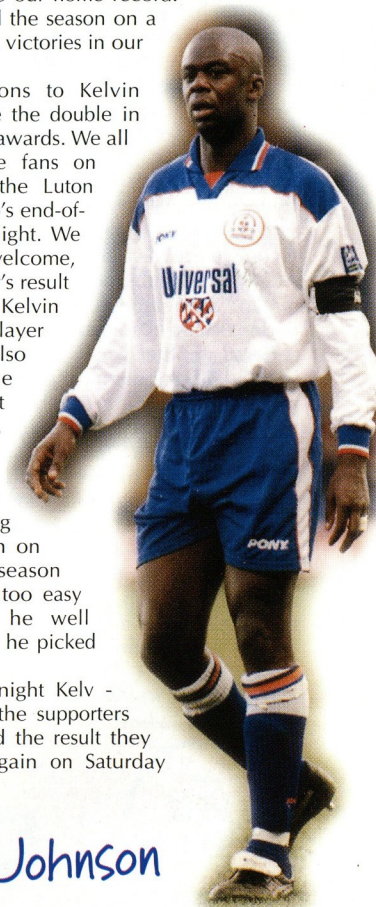 the season on a
victories in our
ons to Kelvin
the double in
awards. We all
e fans on
the Luton
's end-of-
ight. We
elcome,
's result
Kelvin
layer
lso
e
t
g
n on
season
too easy
he well
he picked
night Kelv -
the supporters
d the result they
gain on Saturday
Johnson
PONY
Universal
PONY